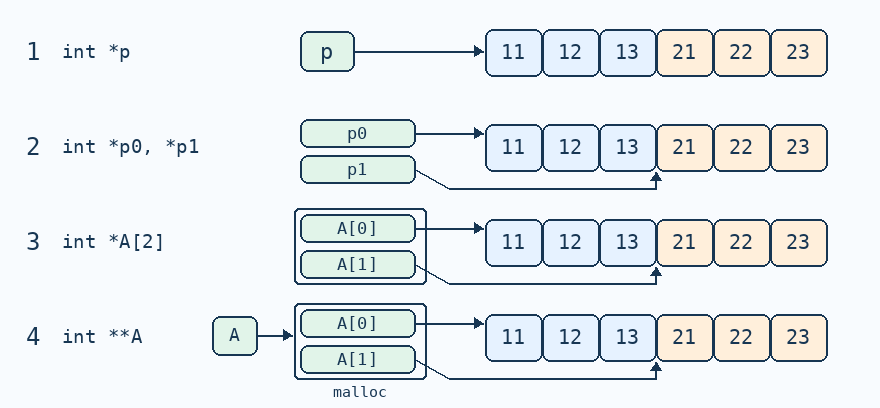 1 int *p p 11 12 13 21 22 23
2 int *p0, *p1 p0 11 12 13 21 22 23
p1
3 int *A[2] A[0] 11 12 13 21 22 23
A[1]
4 int **A A A[0] 11 12 13 21 22 23
A[1]
malloc